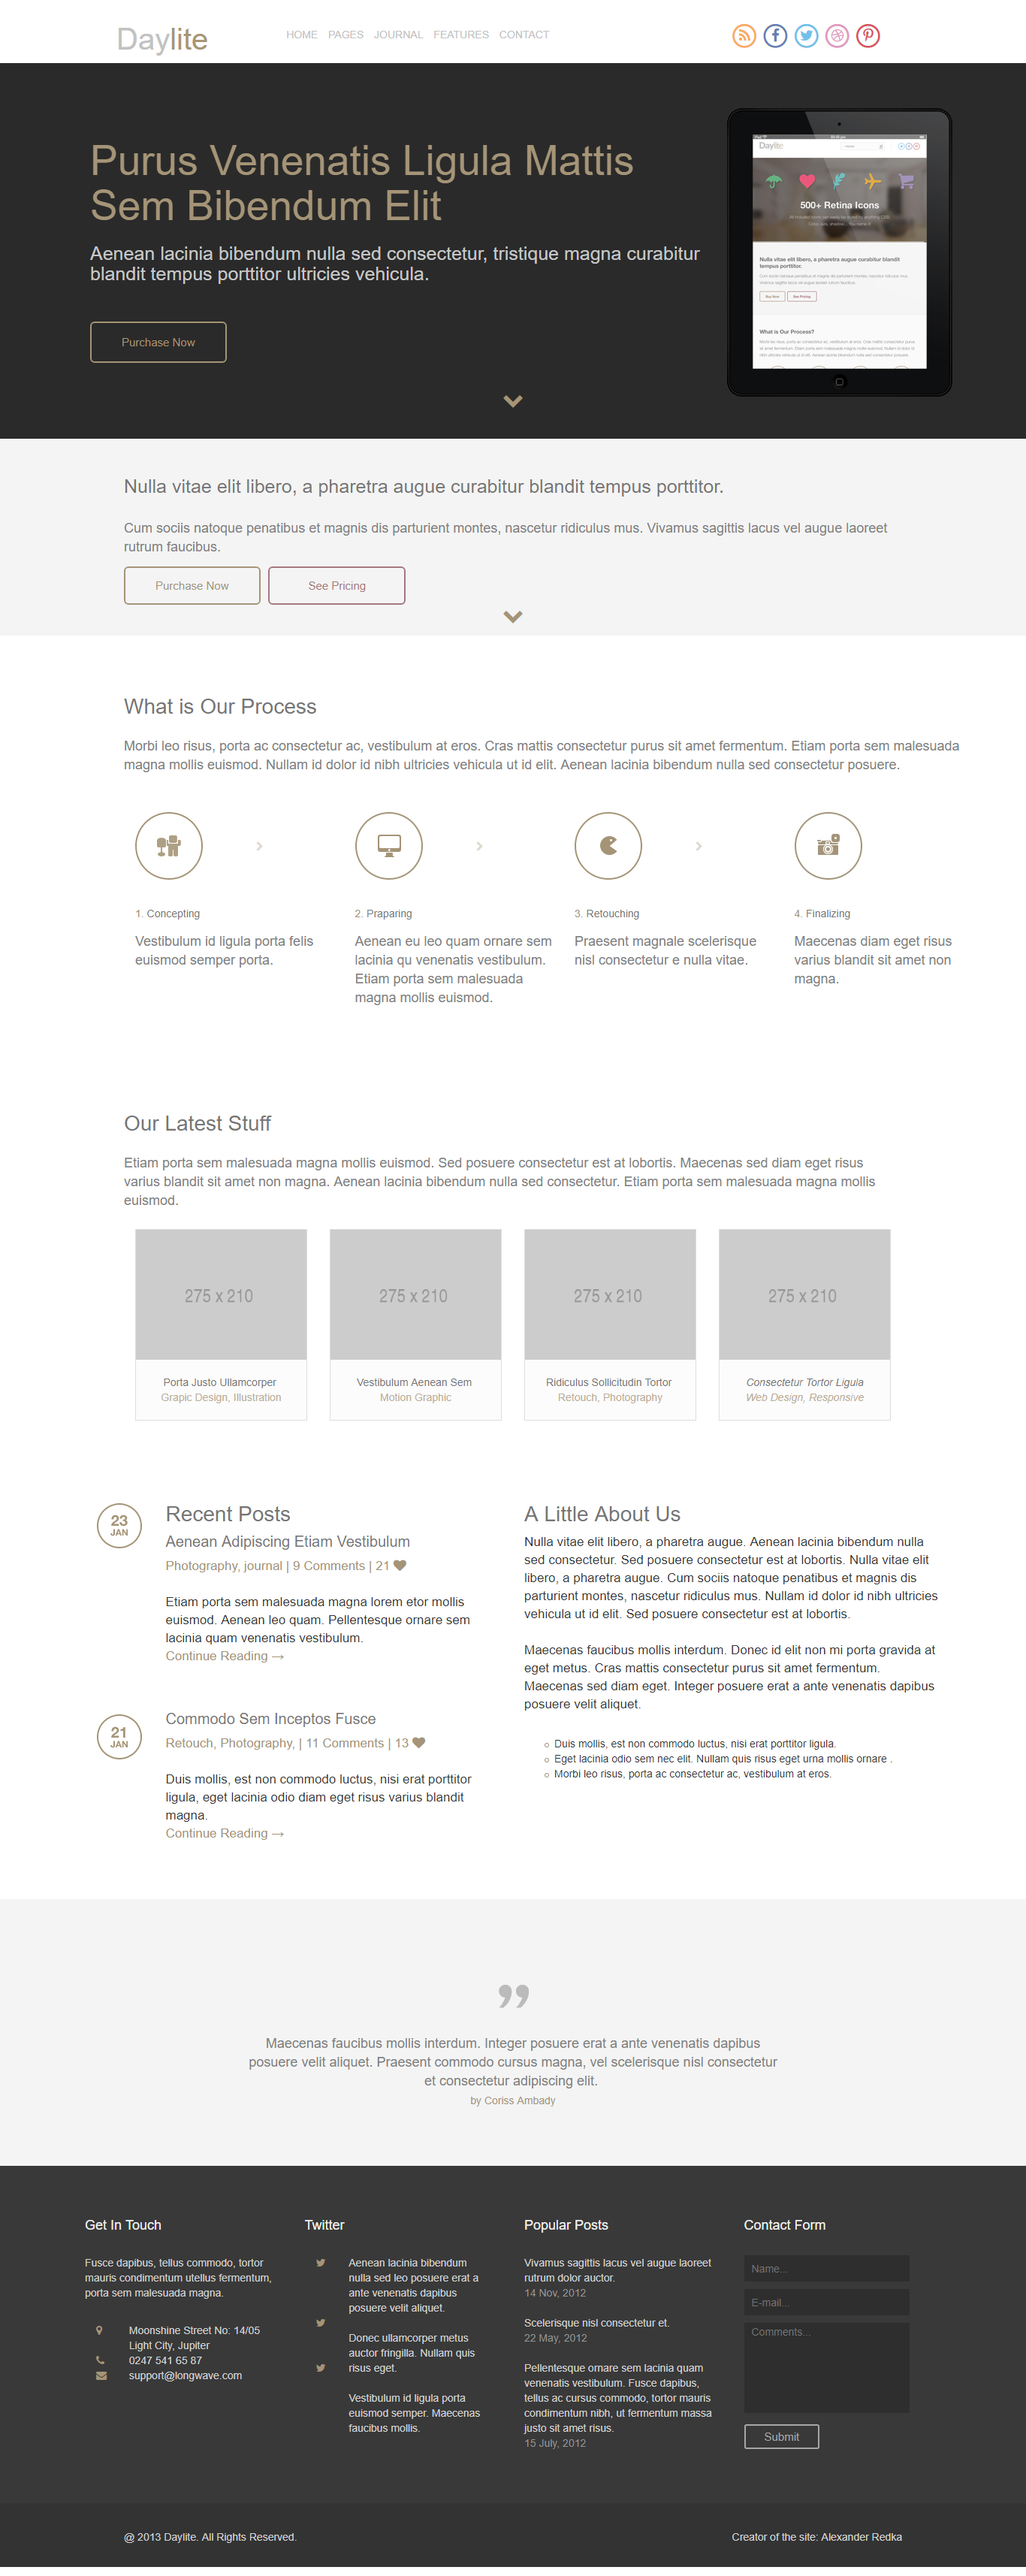 Daylite
HOME PAGES JOURNAL FEATURES CONTACT
Purus Venenatis Ligula Mattis
Sem Bibendum Elit
Aenean lacinia bibendum nulla sed consectetur, tristique magna curabitur
blandit tempus porttitor ultricies vehicula.
Purchase Now
Daylite
500+ Retina Icons
Nulla vitae elit libero, a pharetra augue curabitur blandit
tempus porttitor.
Buy Now See Pricing
What is Our Process?
Nulla vitae elit libero, a pharetra augue curabitur blandit tempus porttitor.
Cum sociis natoque penatibus et magnis dis parturient montes, nascetur ridiculus mus. Vivamus sagittis lacus vel augue laoreet
rutrum faucibus.
Purchase Now See Pricing
What is Our Process
Morbi leo risus, porta ac consectetur ac, vestibulum at eros. Cras mattis consectetur purus sit amet fermentum. Etiam porta sem malesuada
magna mollis euismod. Nullam id dolor id nibh ultricies vehicula ut id elit. Aenean lacinia bibendum nulla sed consectetur posuere.
1. Concepting
Vestibulum id ligula porta felis
euismod semper porta.
2. Praparing
Aenean eu leo quam ornare sem
lacinia qu venenatis vestibulum.
Etiam porta sem malesuada
magna mollis euismod.
3. Retouching
Praesent magnale scelerisque
nisl consectetur e nulla vitae.
4. Finalizing
Maecenas diam eget risus
varius blandit sit amet non
magna.
Our Latest Stuff
Etiam porta sem malesuada magna mollis euismod. Sed posuere consectetur est at lobortis. Maecenas sed diam eget risus
varius blandit sit amet non magna. Aenean lacinia bibendum nulla sed consectetur. Etiam porta sem malesuada magna mollis
euismod.
275 x 210
Porta Justo Ullamcorper
Grapic Design, Illustration
275 x 210
Vestibulum Aenean Sem
Motion Graphic
275 x 210
Ridiculus Sollicitudin Tortor
Retouch, Photography
275 x 210
Consectetur Tortor Ligula
Web Design, Responsive
Recent Posts
23
JAN
Aenean Adipiscing Etiam Vestibulum
Photography, journal | 9 Comments | 21
Etiam porta sem malesuada magna lorem etor mollis
euismod. Aenean leo quam. Pellentesque ornare sem
lacinia quam venenatis vestibulum.
Continue Reading →
21
JAN
Commodo Sem Inceptos Fusce
Retouch, Photography, | 11 Comments | 13
Duis mollis, est non commodo luctus, nisi erat porttitor
ligula, eget lacinia odio diam eget risus varius blandit
magna.
Continue Reading →
A Little About Us
Nulla vitae elit libero, a pharetra augue. Aenean lacinia bibendum nulla
sed consectetur. Sed posuere consectetur est at lobortis. Nulla vitae elit
libero, a pharetra augue. Cum sociis natoque penatibus et magnis dis
parturient montes, nascetur ridiculus mus. Nullam id dolor id nibh ultricies
vehicula ut id elit. Sed posuere consectetur est at lobortis.
Maecenas faucibus mollis interdum. Donec id elit non mi porta gravida at
eget metus. Cras mattis consectetur purus sit amet fermentum.
Maecenas sed diam eget. Integer posuere erat a ante venenatis dapibus
posuere velit aliquet.
Duis mollis, est non commodo luctus, nisi erat porttitor ligula.
Eget lacinia odio sem nec elit. Nullam quis risus eget urna mollis ornare .
Morbi leo risus, porta ac consectetur ac, vestibulum at eros.
Maecenas faucibus mollis interdum. Integer posuere erat a ante venenatis dapibus
posuere velit aliquet. Praesent commodo cursus magna, vel scelerisque nisl consectetur
et consectetur adipiscing elit.
by Coriss Ambady
Get In Touch
Fusce dapibus, tellus commodo, tortor
mauris condimentum utellus fermentum,
porta sem malesuada magna.
Moonshine Street No: 14/05
Light City, Jupiter
0247 541 65 87
support@longwave.com
Twitter
Aenean lacinia bibendum
nulla sed leo posuere erat a
ante venenatis dapibus
posuere velit aliquet.
Donec ullamcorper metus
auctor fringilla. Nullam quis
risus eget.
Vestibulum id ligula porta
euismod semper. Maecenas
faucibus mollis.
Popular Posts
Vivamus sagittis lacus vel augue laoreet
rutrum dolor auctor.
14 Nov, 2012
Scelerisque nisl consectetur et.
22 May, 2012
Pellentesque ornare sem lacinia quam
venenatis vestibulum. Fusce dapibus,
tellus ac cursus commodo, tortor mauris
condimentum nibh, ut fermentum massa
justo sit amet risus.
15 July, 2012
Contact Form
Name...
E-mail...
Comments...
Submit
@ 2013 Daylite. All Rights Reserved.
Creator of the site: Alexander Redka